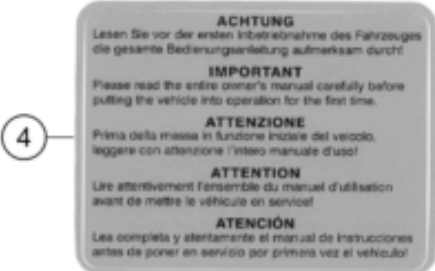 ACHTUNG
Lesen Sie vor der ersten Inbetriebnahme des Fahrzeuges
die gesamte Bedienungsanleitung aufmerksam durch!
IMPORTANT
Please read the entire owner's manual carefully before
putting the vehicle into operation for the first time.
ATTENZIONE
Prima della messa in funzione iniziale del veicolo,
leggere con attenzione l'intero manuale d'uso!
ATTENTION
Lire attentivement l'ensemble du manuel d'utilisation
avant de mettre le véhicule en service!
ATENCIÓN
Lea completa y atentamente el manual de instrucciones
antes de poner en servicio por primera vez el vehículo!
4